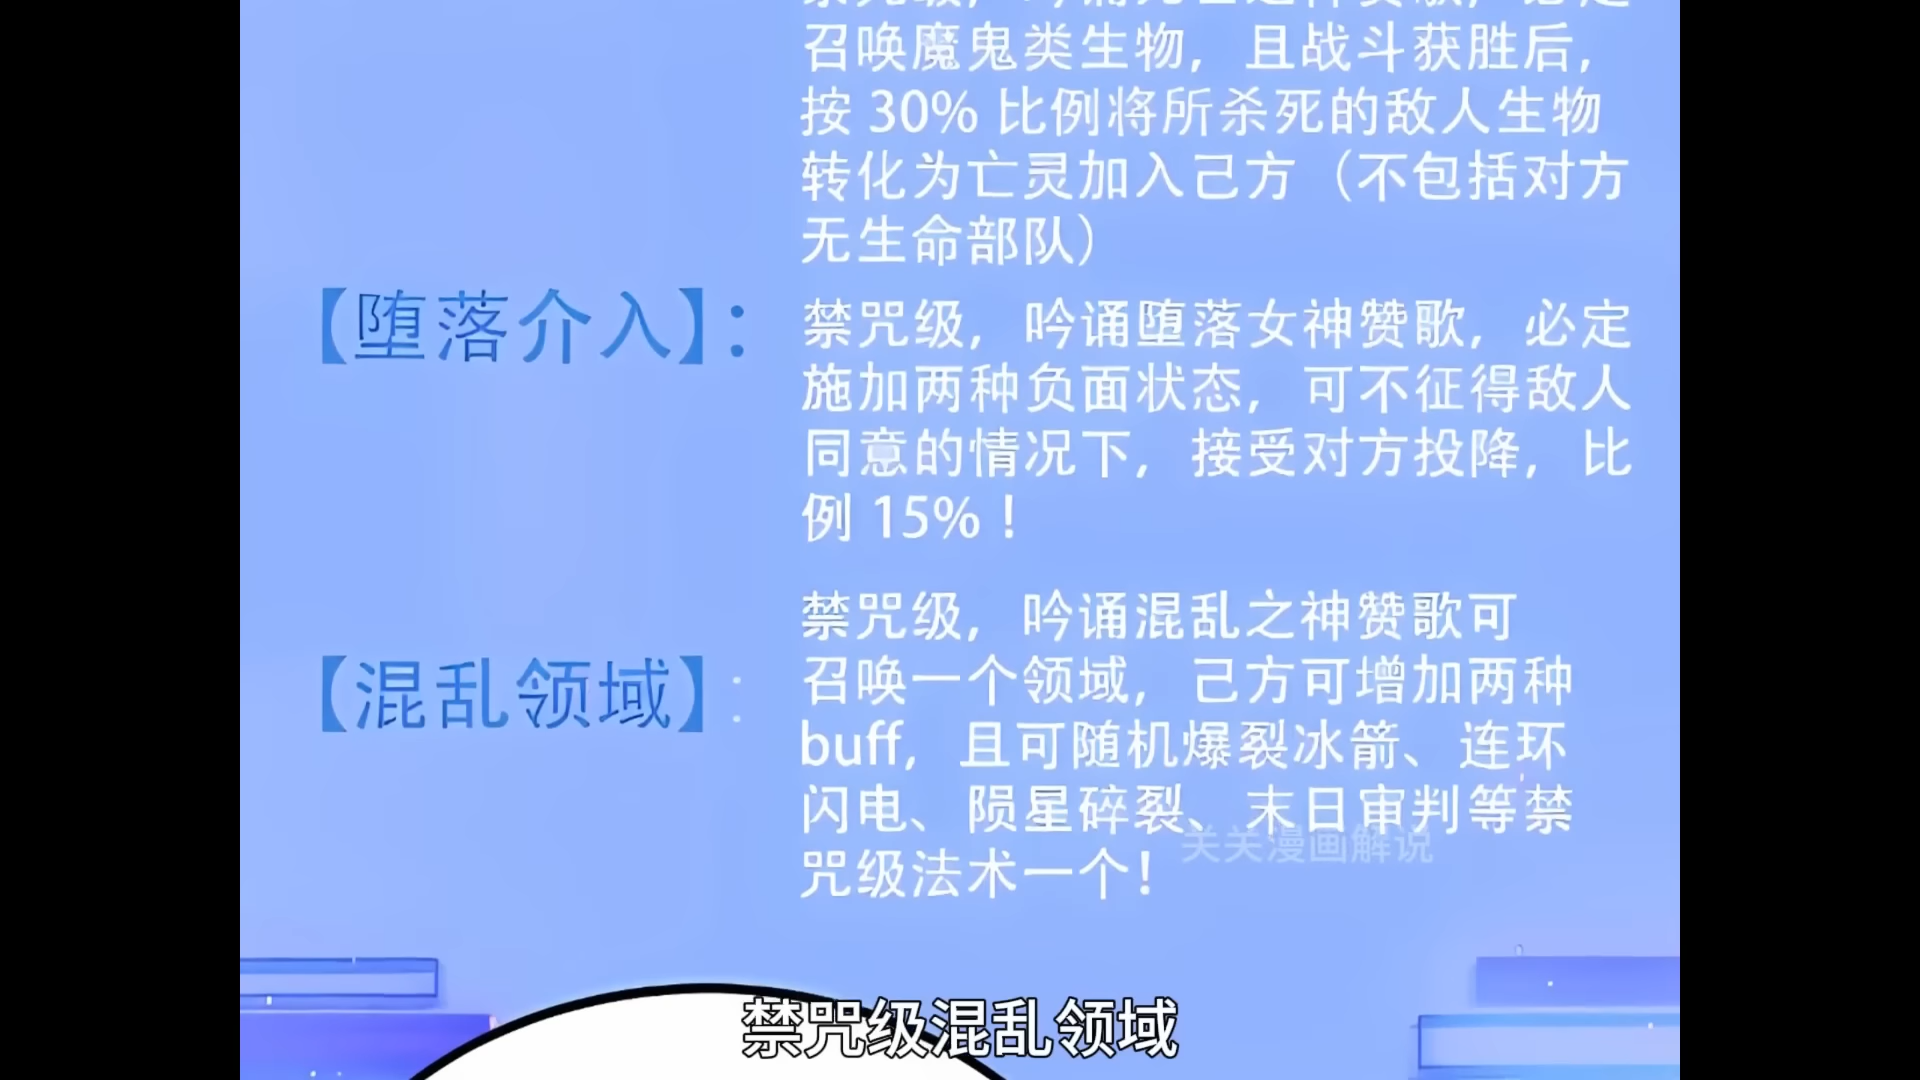 召唤魔鬼类生物，且战斗获胜后，
按 30% 比例将所杀死的敌人生物
转化为亡灵加入己方（不包括对方
无生命部队）
【堕落介入】：
禁咒级，吟诵堕落女神赞歌，必定
施加两种负面状态，可不征得敌人
同意的情况下，接受对方投降，比
例 15%！
【混乱领域】：
禁咒级，吟诵混乱之神赞歌可
召唤一个领域，己方可增加两种
buff，且可随机爆裂冰箭、连环
闪电、陨星碎裂、末日审判等禁
咒级法术一个！
关关漫画解说
禁咒级混乱领域